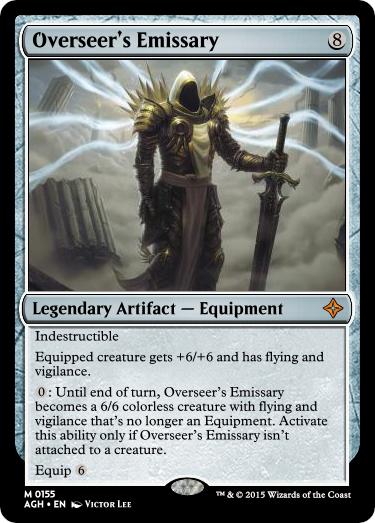 Overseer's Emissary 8
Legendary Artifact — Equipment
Indestructible
Equipped creature gets +6/+6 and has flying and
vigilance.
0: Until end of turn, Overseer's Emissary
becomes a 6/6 colorless creature with flying and
vigilance that's no longer an Equipment. Activate
this ability only if Overseer's Emissary isn't
attached to a creature.
Equip 6
M 0155
AGH • EN Victor Lee
™ & © 2015 Wizards of the Coast